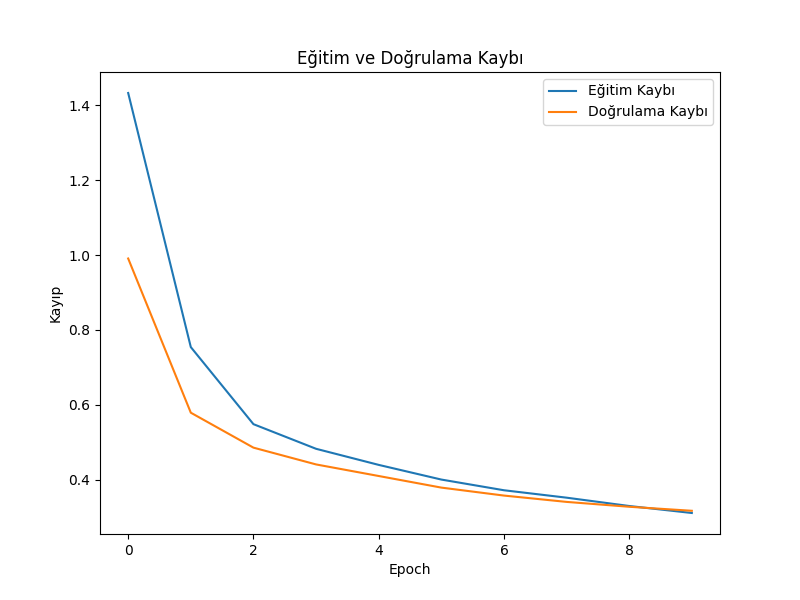 Eğitim ve Doğrulama Kaybı
Eğitim Kaybı
Doğrulama Kaybı
1.4
1.2
1.0
0.8
0.6
0.4
Kayıp
0 2 4 6 8
Epoch